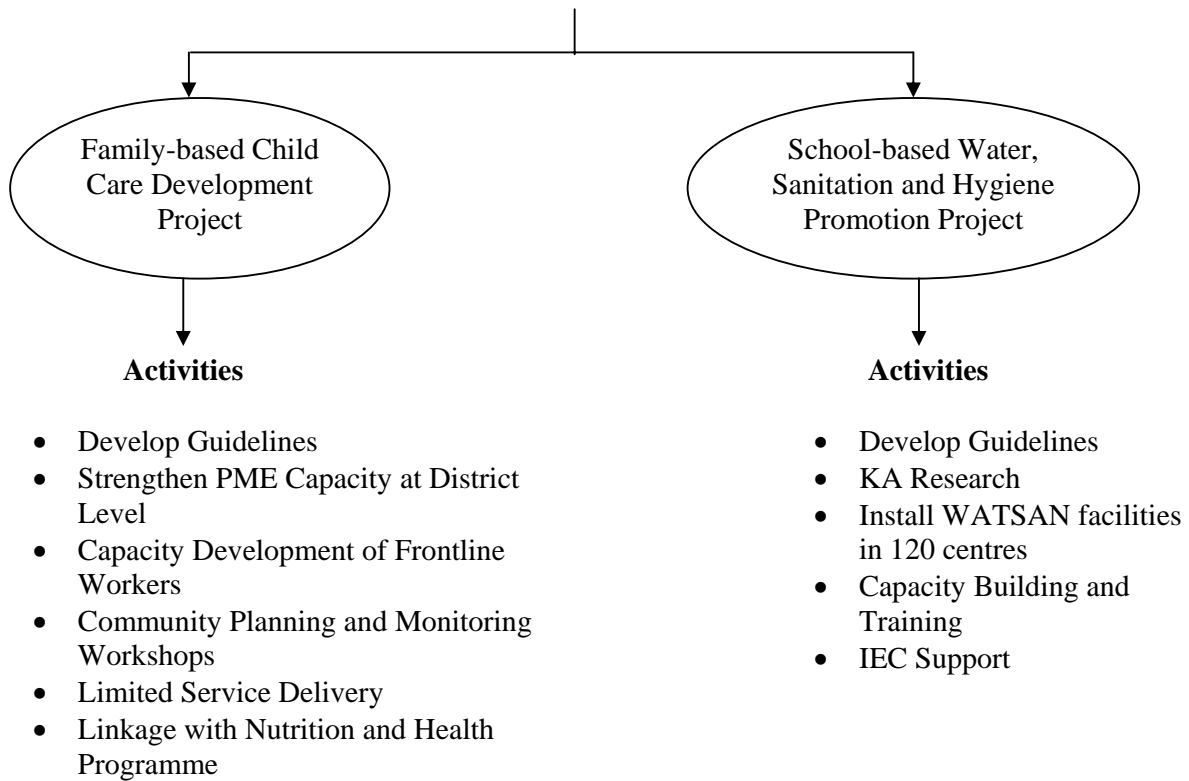 Family-based Child
Care Development
Project
Activities
• Develop Guidelines
• Strengthen PME Capacity at District
Level
• Capacity Development of Frontline
Workers
• Community Planning and Monitoring
Workshops
• Limited Service Delivery
• Linkage with Nutrition and Health
Programme
School-based Water,
Sanitation and Hygiene
Promotion Project
Activities
• Develop Guidelines
• KA Research
• Install WATSAN facilities
in 120 centres
• Capacity Building and
Training
• IEC Support